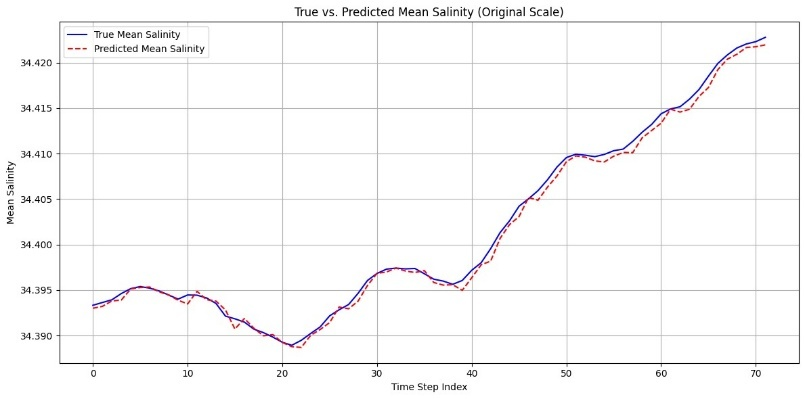 True vs. Predicted Mean Salinity (Original Scale)
True Mean Salinity
Predicted Mean Salinity
34.420
34.415
34.410
34.405
34.400
34.395
34.390
Mean Salinity
0 10 20 30 40 50 60 70
Time Step Index